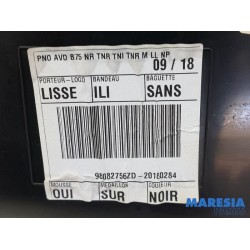 PNO AVD B75 NR TNR TNI TNR M LL NP
09 / 18
PORTEUR-LOGO BANDEAU BAGUETTE
LISSE ILI SANS
98082756ZD-20180284
MOUSSE MEDAILLON COULEUR
OUI SUR NOIR
MARESIA